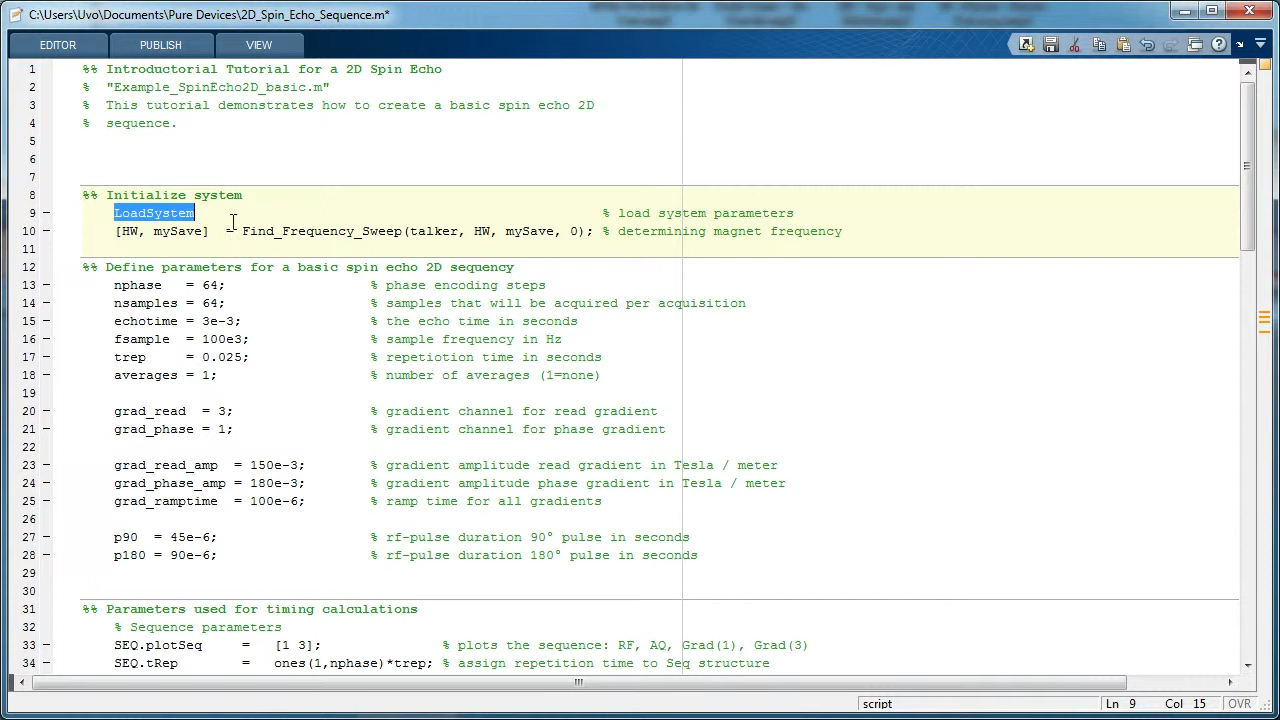 C:\Users\Uvo\Documents\Pure Devices\2D_Spin_Echo_Sequence.m*
EDITOR PUBLISH VIEW
1 %% Introductorial Tutorial for a 2D Spin Echo
2 % "Example_SpinEcho2D_basic.m"
3 % This tutorial demonstrates how to create a basic spin echo 2D
4 % sequence.
5
6
7
8 %% Initialize system
9 – LoadSystem % load system parameters
10 – [HW, mySave] = Find_Frequency_Sweep(talker, HW, mySave, 0); % determining magnet frequency
11
12 %% Define parameters for a basic spin echo 2D sequency
13 – nphase = 64; % phase encoding steps
14 – nsamples = 64; % samples that will be acquired per acquisition
15 – echotime = 3e-3; % the echo time in seconds
16 – fsample = 100e3; % sample frequency in Hz
17 – trep = 0.025; % repetiotion time in seconds
18 – averages = 1; % number of averages (1=none)
19
20 – grad_read = 3; % gradient channel for read gradient
21 – grad_phase = 1; % gradient channel for phase gradient
22
23 – grad_read_amp = 150e-3; % gradient amplitude read gradient in Tesla / meter
24 – grad_phase_amp = 180e-3; % gradient amplitude phase gradient in Tesla / meter
25 – grad_ramptime = 100e-6; % ramp time for all gradients
26
27 – p90 = 45e-6; % rf-pulse duration 90° pulse in seconds
28 – p180 = 90e-6; % rf-pulse duration 180° pulse in seconds
29
30
31 %% Parameters used for timing calculations
32 % Sequence parameters
33 – SEQ.plotSeq = [1 3]; % plots the sequence: RF, AQ, Grad(1), Grad(3)
34 – SEQ.tRep = ones(1,nphase)*trep; % assign repetition time to Seq structure
script Ln 9 Col 15 OVR